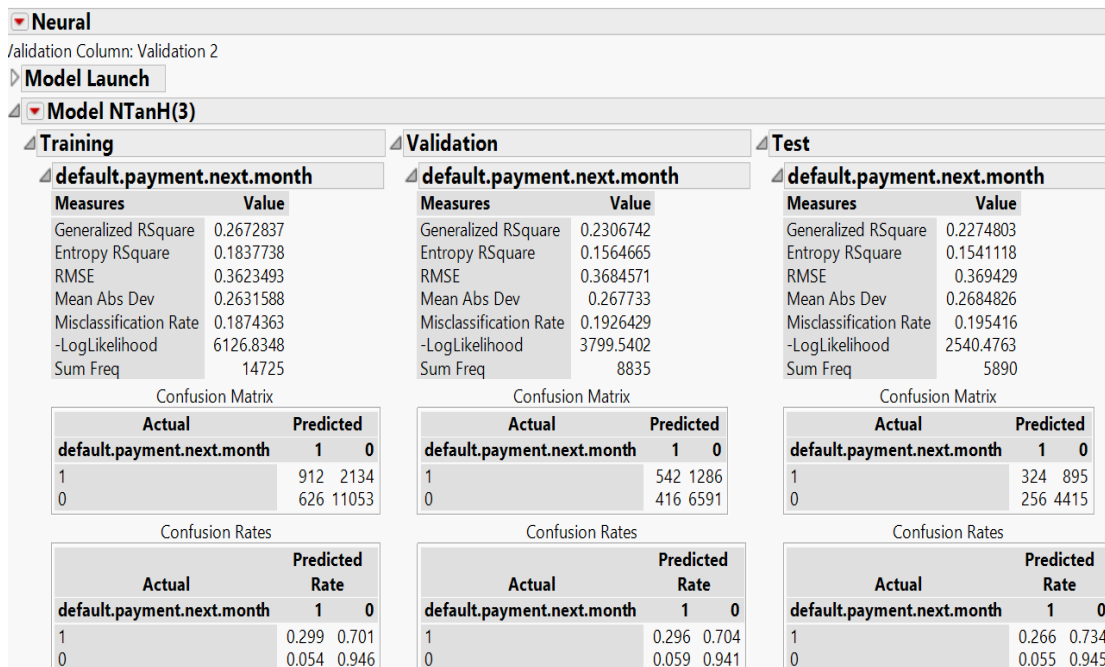 Neural
Validation Column: Validation 2
Model Launch
Model NTanH(3)
Training
default.payment.next.month
Measures Value
Generalized RSquare 0.2672837
Entropy RSquare 0.1837738
RMSE 0.3623493
Mean Abs Dev 0.2631588
Misclassification Rate 0.1874363
-LogLikelihood 6126.8348
Sum Freq 14725
Confusion Matrix
Actual Predicted
default.payment.next.month 1 0
1 912 2134
0 626 11053
Confusion Rates
Predicted
Actual Rate
default.payment.next.month 1 0
1 0.299 0.701
0 0.054 0.946
Validation
default.payment.next.month
Measures Value
Generalized RSquare 0.2306742
Entropy RSquare 0.1564665
RMSE 0.3684571
Mean Abs Dev 0.267733
Misclassification Rate 0.1926429
-LogLikelihood 3799.5402
Sum Freq 8835
Confusion Matrix
Actual Predicted
default.payment.next.month 1 0
1 542 1286
0 416 6591
Confusion Rates
Predicted
Actual Rate
default.payment.next.month 1 0
1 0.296 0.704
0 0.059 0.941
Test
default.payment.next.month
Measures Value
Generalized RSquare 0.2274803
Entropy RSquare 0.1541118
RMSE 0.369429
Mean Abs Dev 0.2684826
Misclassification Rate 0.195416
-LogLikelihood 2540.4763
Sum Freq 5890
Confusion Matrix
Actual Predicted
default.payment.next.month 1 0
1 324 895
0 256 4415
Confusion Rates
Predicted
Actual Rate
default.payment.next.month 1 0
1 0.266 0.734
0 0.055 0.945